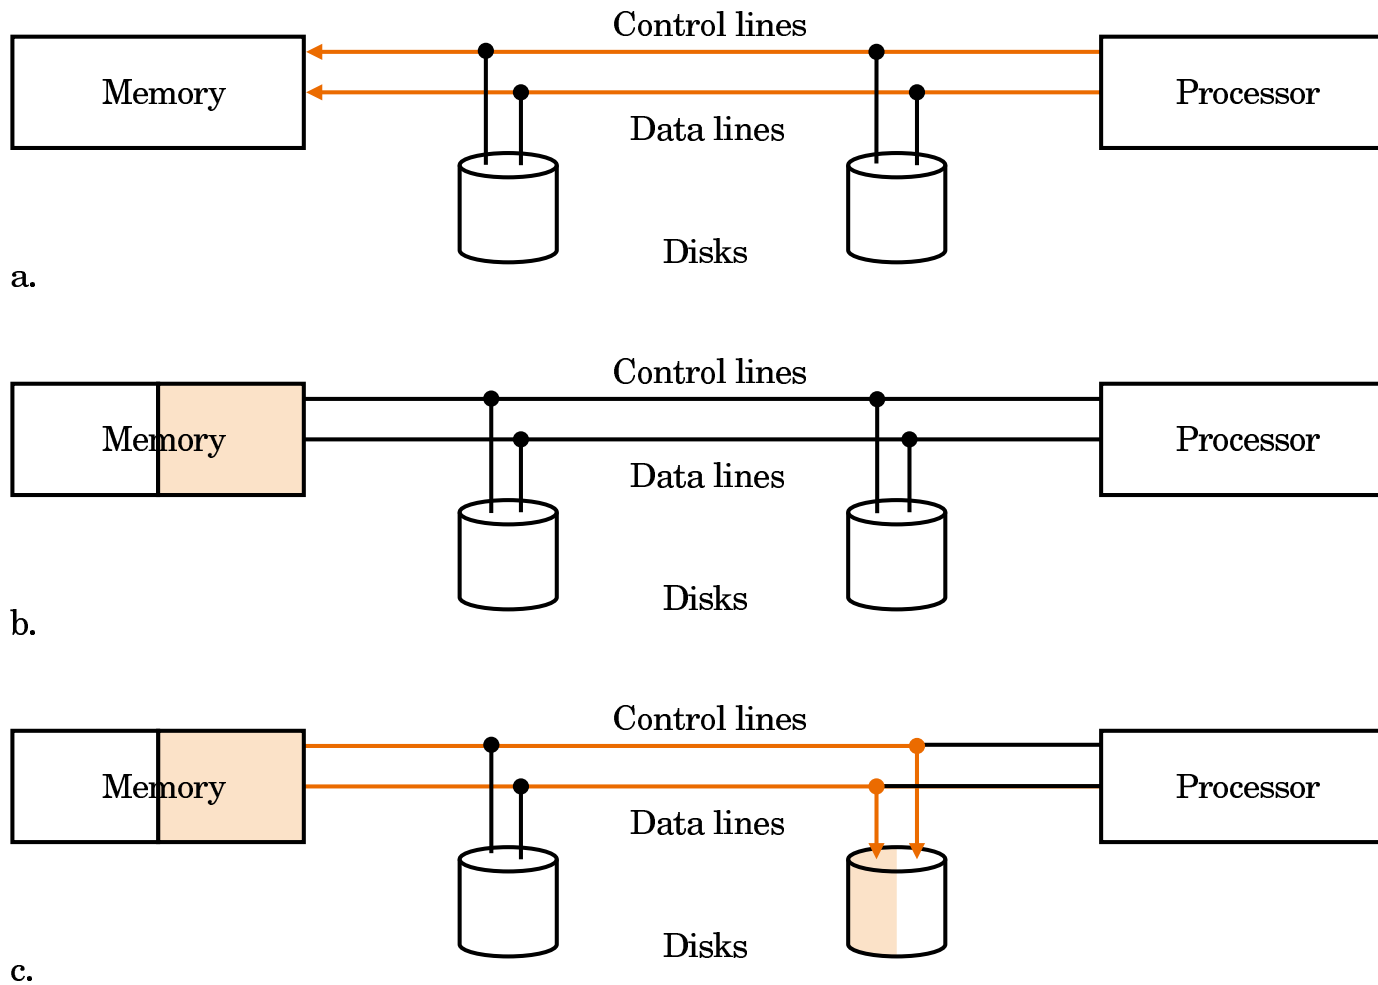 Control lines
Memory
Processor
Data lines
Disks
a.
Control lines
Memory
Processor
Data lines
Disks
b.
Control lines
Memory
Processor
Data lines
Disks
c.